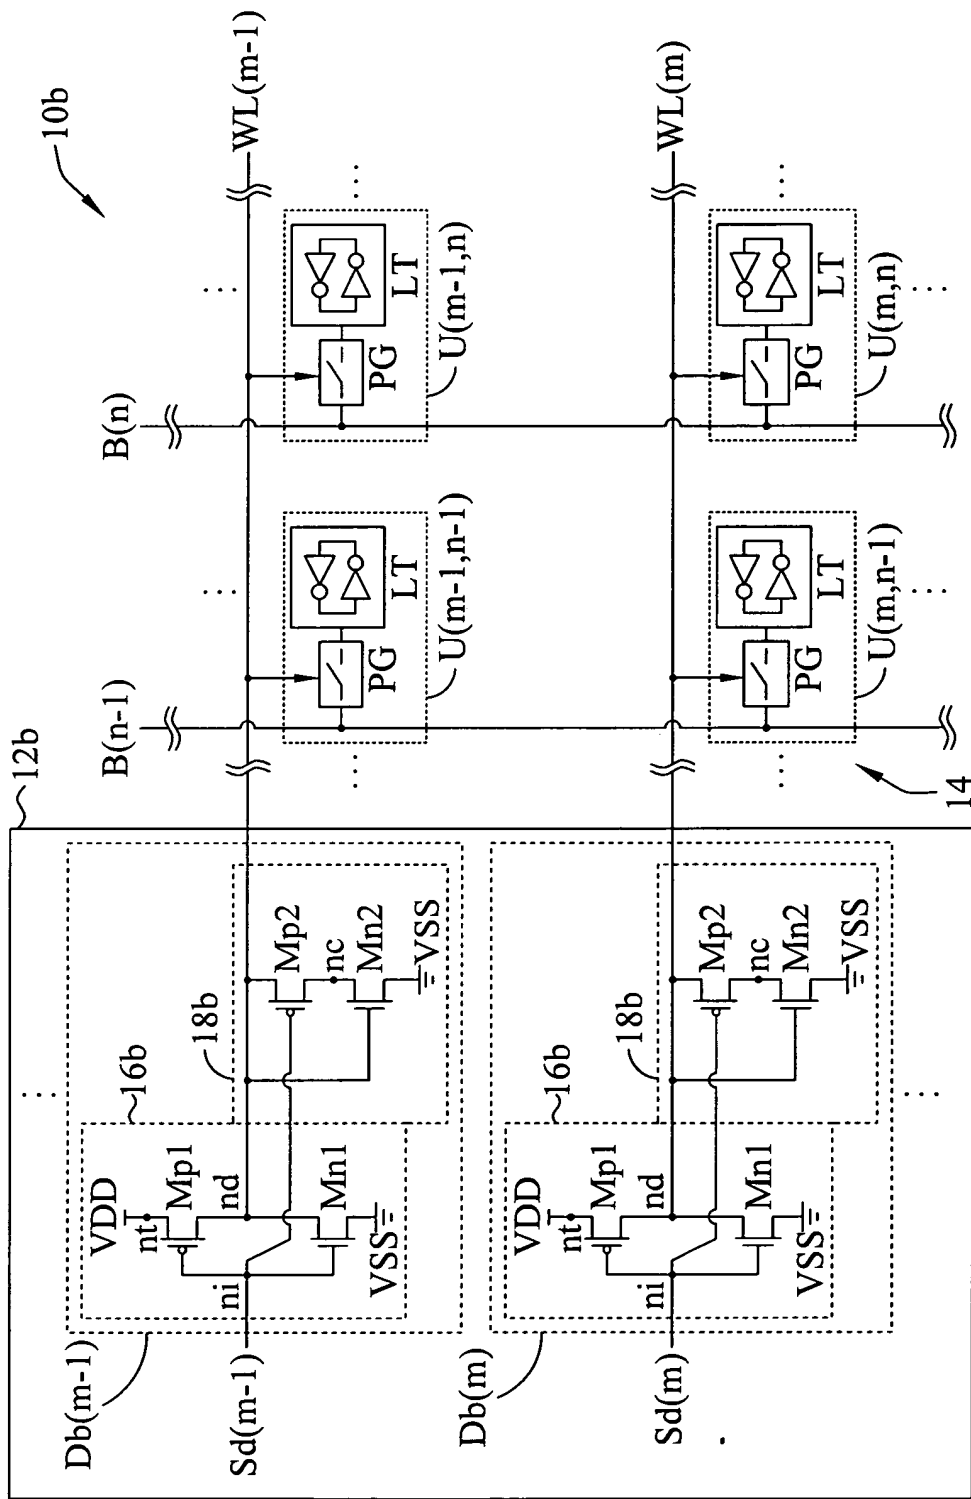 10b
12b
B(n-1)
B(n)
Db(m-1)
16b
18b
VDD
nt
Mp1
nd
ni
Mn1
VSS
Mp2
nc
Mn2
VSS
Sd(m-1)
WL(m-1)
PG
LT
U(m-1,n-1)
PG
LT
U(m-1,n)
Db(m)
16b
18b
VDD
nt
Mp1
nd
ni
Mn1
VSS
Mp2
nc
Mn2
VSS
Sd(m)
WL(m)
PG
LT
U(m,n-1)
PG
LT
U(m,n)
14